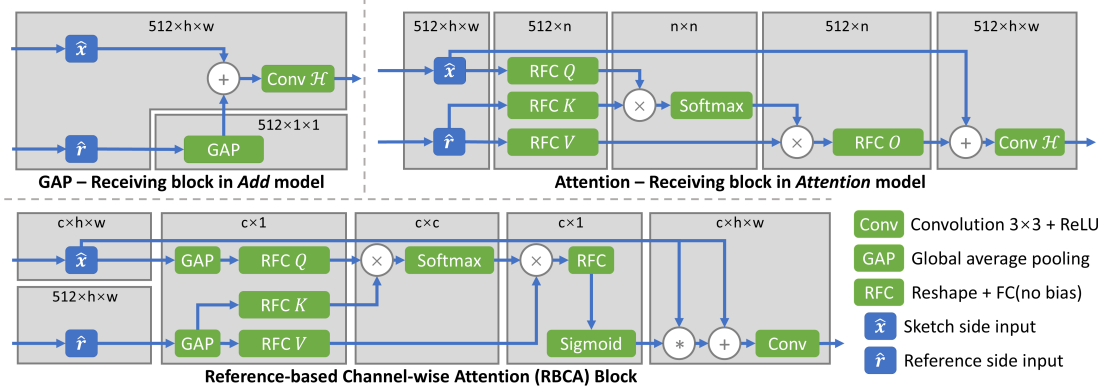 512×h×w
x̂
+
Conv ℋ
512×1×1
r̂
GAP
GAP – Receiving block in Add model
512×h×w 512×n n×n 512×n 512×h×w
x̂ RFC Q
RFC K × Softmax
r̂ RFC V × RFC O + Conv ℋ
Attention – Receiving block in Attention model
c×h×w c×1 c×c c×1 c×h×w
x̂ GAP RFC Q × Softmax × RFC
512×h×w
RFC K
r̂ GAP RFC V Sigmoid * + Conv
Reference-based Channel-wise Attention (RBCA) Block
Conv Convolution 3×3 + ReLU
GAP Global average pooling
RFC Reshape + FC(no bias)
x̂ Sketch side input
r̂ Reference side input